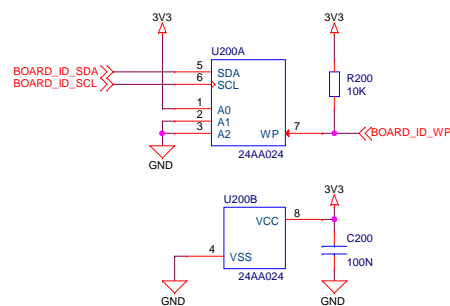 3V3
3V3
U200A
BOARD_ID_SDA
5
SDA
BOARD_ID_SCL
6
SCL
R200
10K
1
A0
2
A1
3
A2
WP
7
BOARD_ID_WP
GND
24AA024
3V3
U200B
VCC
8
C200
4
VSS
100N
24AA024
GND
GND